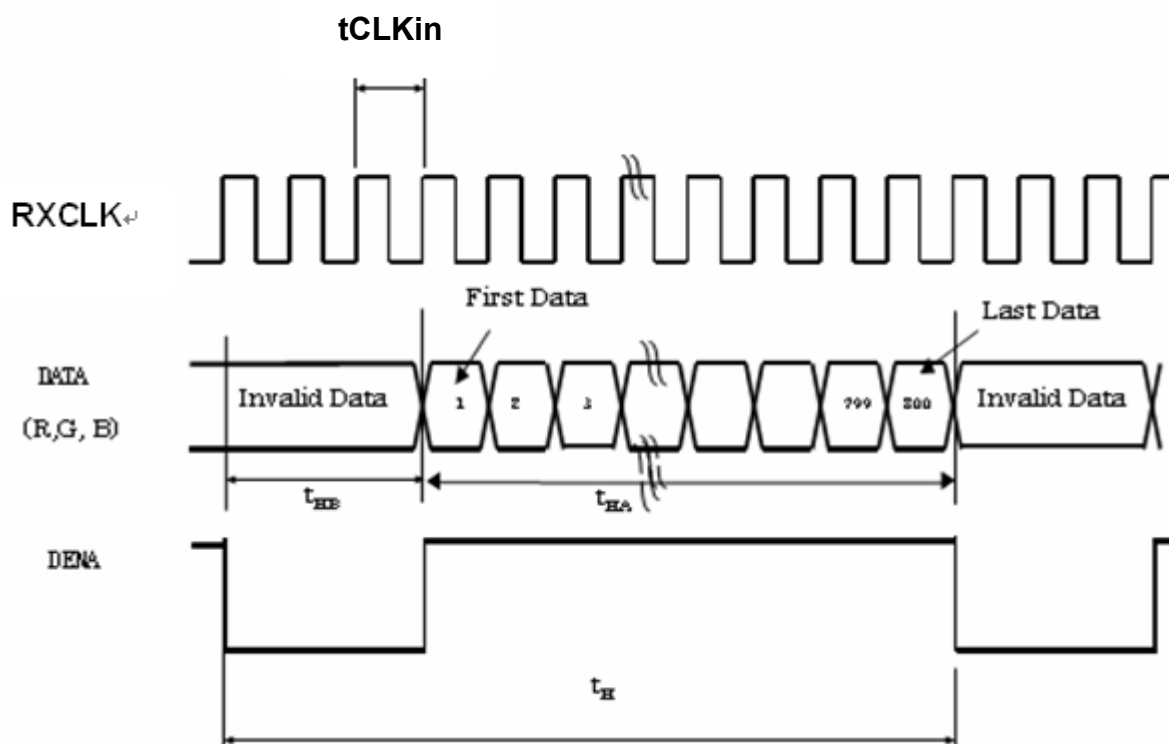 tCLKin
RXCLK↵
First Data
Last Data
DATA
(R,G, B)
Invalid Data
1
2
3
799
800
Invalid Data
tHB
tHA
DENA
tH